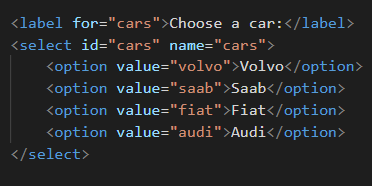 <label for="cars">Choose a car:</label>
<select id="cars" name="cars">
    <option value="volvo">Volvo</option>
    <option value="saab">Saab</option>
    <option value="fiat">Fiat</option>
    <option value="audi">Audi</option>
</select>